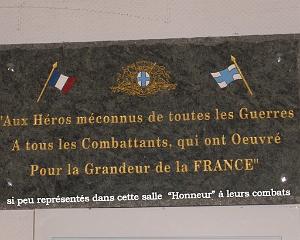 "Aux Héros méconnus de toutes les Guerres
A tous les Combattants, qui ont Oeuvré
Pour la Grandeur de la FRANCE"
si peu représentés dans cette salle "Honneur" à leurs combats